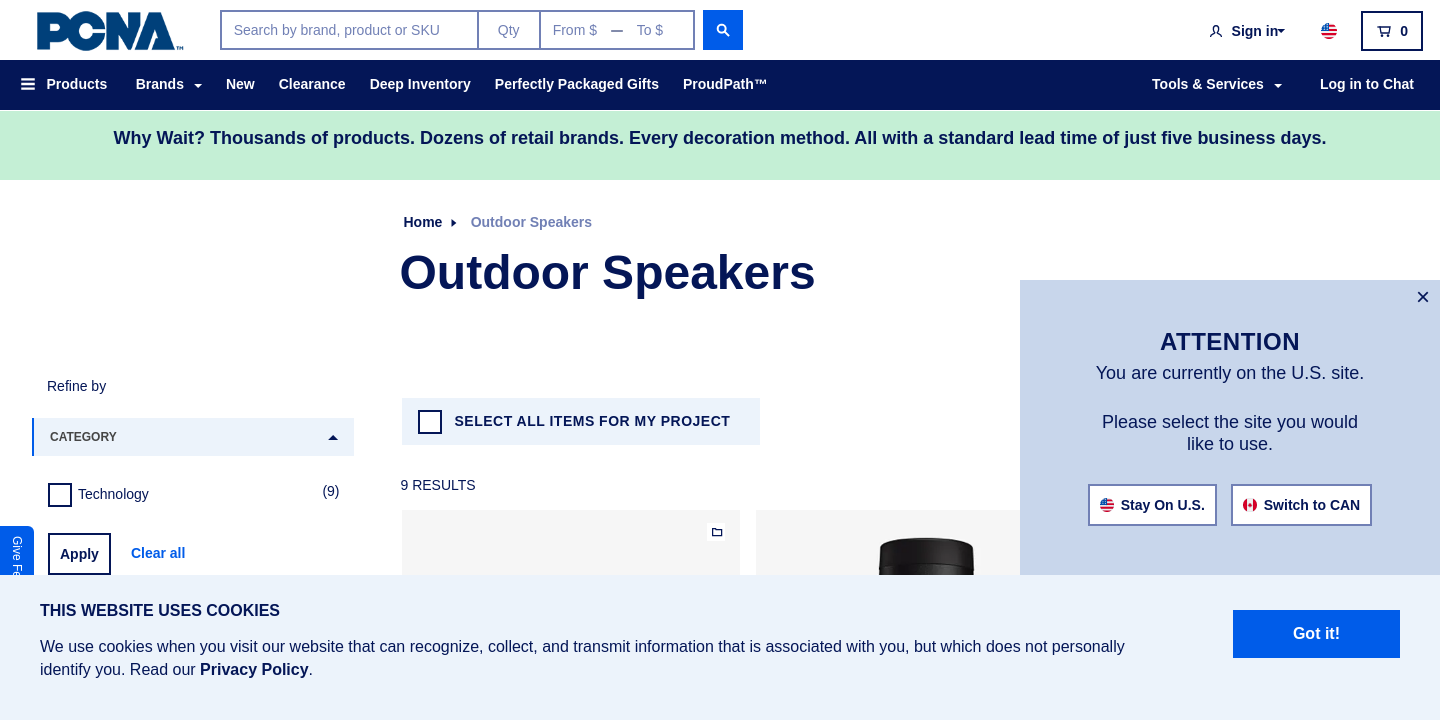 PCNA™
Search by brand, product or SKU
Qty
From $ — To $
Sign in
0
Products
Brands
New
Clearance
Deep Inventory
Perfectly Packaged Gifts
ProudPath™
Tools & Services
Log in to Chat
Why Wait? Thousands of products. Dozens of retail brands. Every decoration method. All with a standard lead time of just five business days.
Home
Outdoor Speakers
Outdoor Speakers
×
ATTENTION
You are currently on the U.S. site.
Please select the site you would
like to use.
Stay On U.S.
Switch to CAN
Refine by
CATEGORY
Technology
(9)
Apply
Clear all
SELECT ALL ITEMS FOR MY PROJECT
9 RESULTS
Give
THIS WEBSITE USES COOKIES
We use cookies when you visit our website that can recognize, collect, and transmit information that is associated with you, but which does not personally
identify you. Read our Privacy Policy.
Got it!